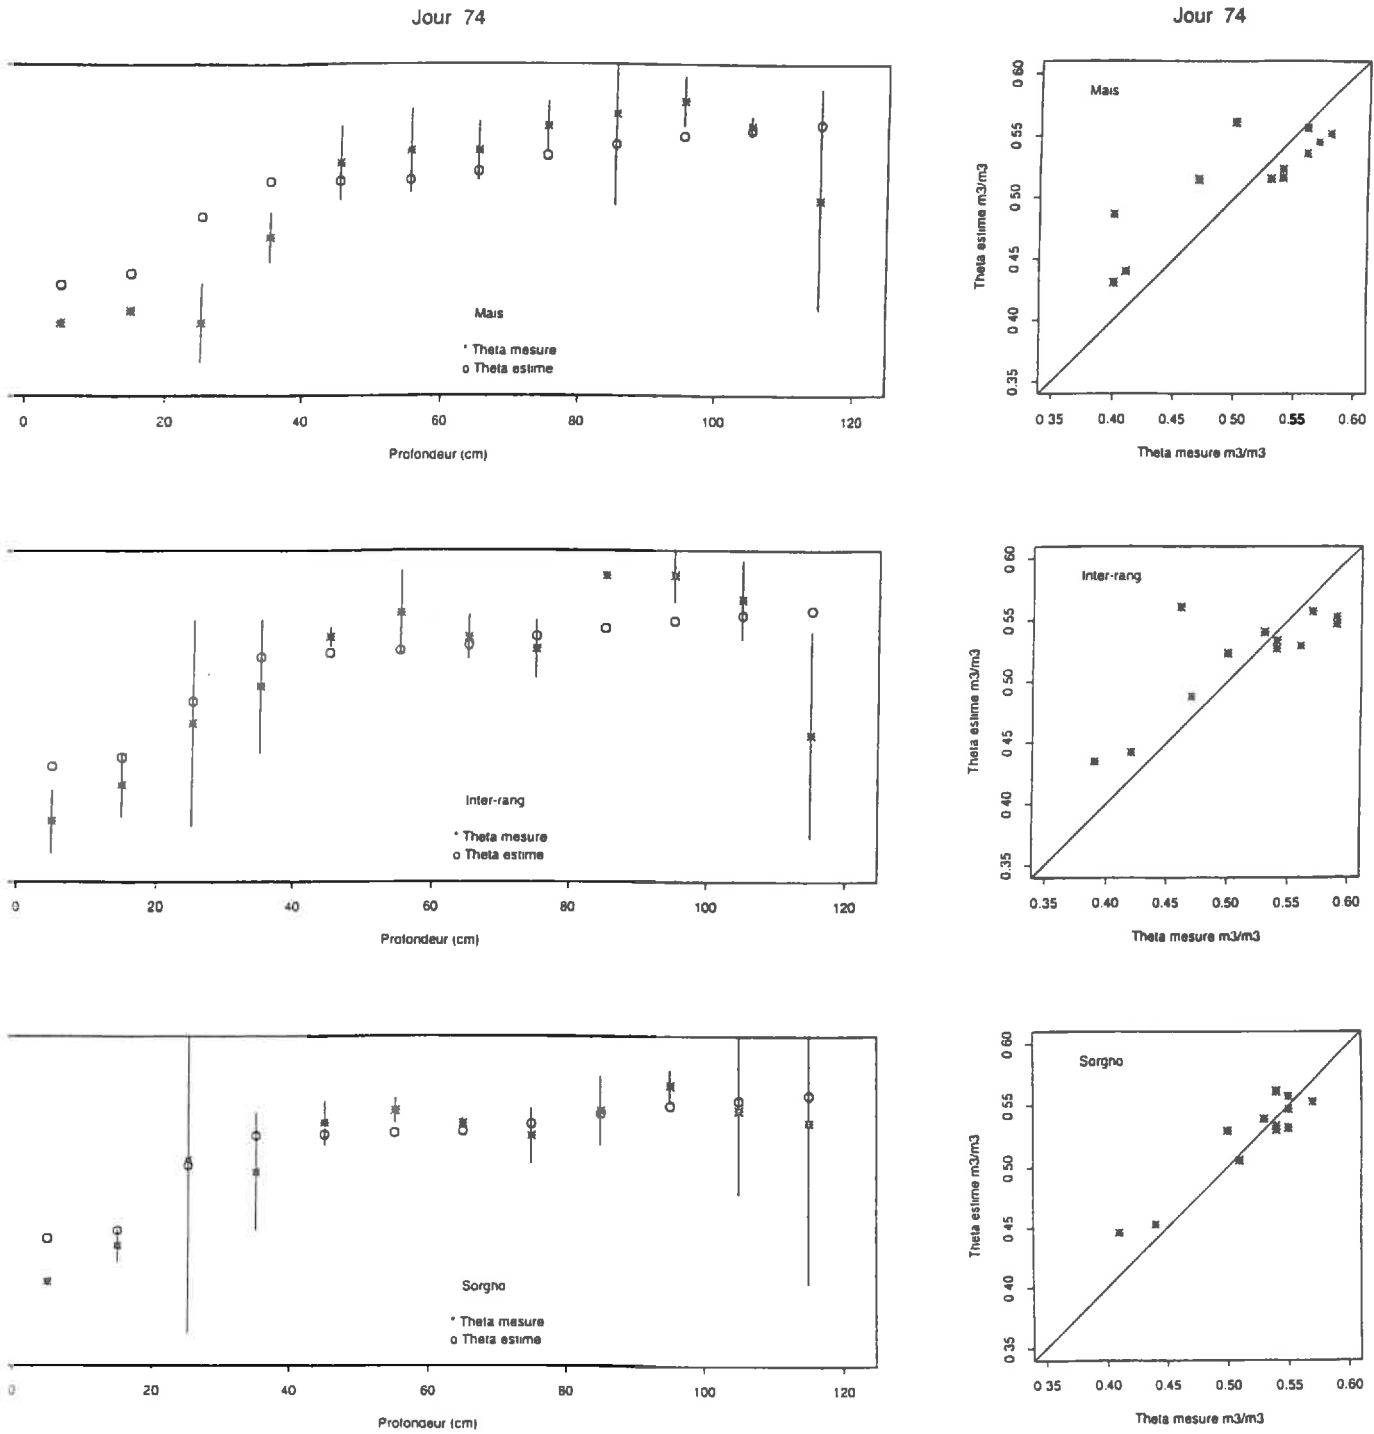 Jour 74
Jour 74
Mais
* Theta mesure
o Theta estime
0 20 40 60 80 100 120
Profondeur (cm)
Mais
Theta estime m3/m3
0.35 0.40 0.45 0.50 0.55 0.60
0.35 0.40 0.45 0.50 0.55 0.60
Theta mesure m3/m3
Inter-rang
* Theta mesure
o Theta estime
0 20 40 60 80 100 120
Profondeur (cm)
Inter-rang
Theta estime m3/m3
0.35 0.40 0.45 0.50 0.55 0.60
0.35 0.40 0.45 0.50 0.55 0.60
Theta mesure m3/m3
Sorgho
* Theta mesure
o Theta estime
0 20 40 60 80 100 120
Profondeur (cm)
Sorgho
Theta estime m3/m3
0.35 0.40 0.45 0.50 0.55 0.60
0.35 0.40 0.45 0.50 0.55 0.60
Theta mesure m3/m3